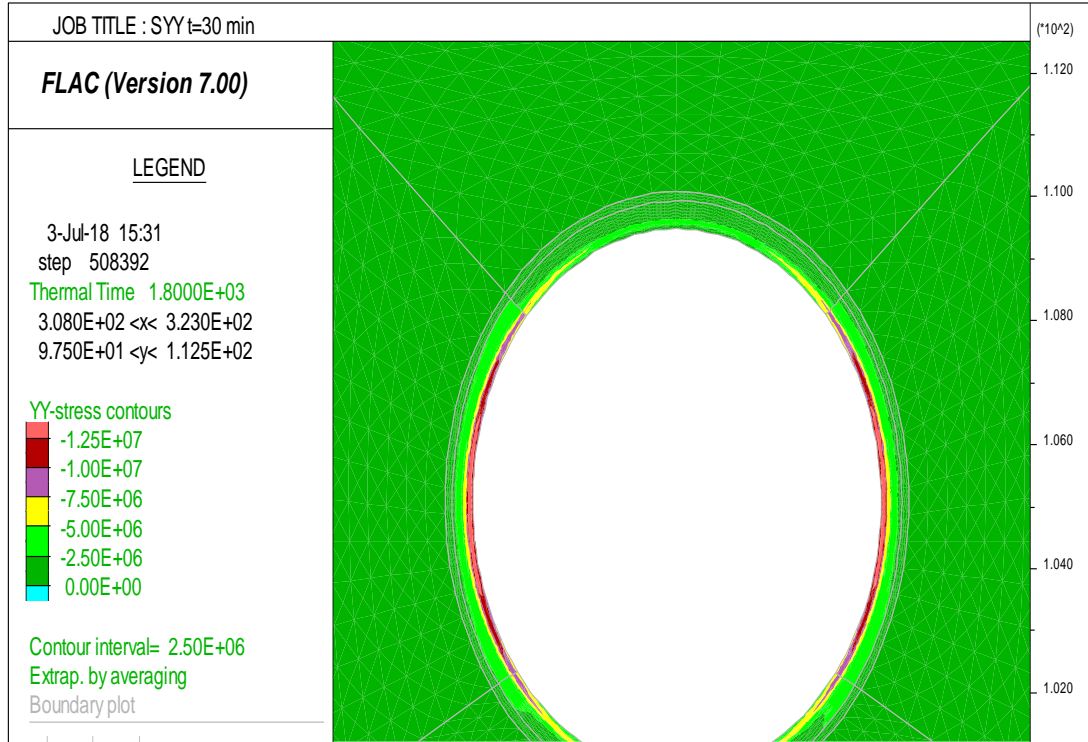 JOB TITLE : SYY t=30 min
(*10^2)
FLAC (Version 7.00)
LEGEND
3-Jul-18 15:31
step 508392
Thermal Time 1.8000E+03
3.080E+02 <x< 3.230E+02
9.750E+01 <y< 1.125E+02
YY-stress contours
-1.25E+07
-1.00E+07
-7.50E+06
-5.00E+06
-2.50E+06
0.00E+00
Contour interval= 2.50E+06
Extrap. by averaging
Boundary plot
1.120
1.100
1.080
1.060
1.040
1.020